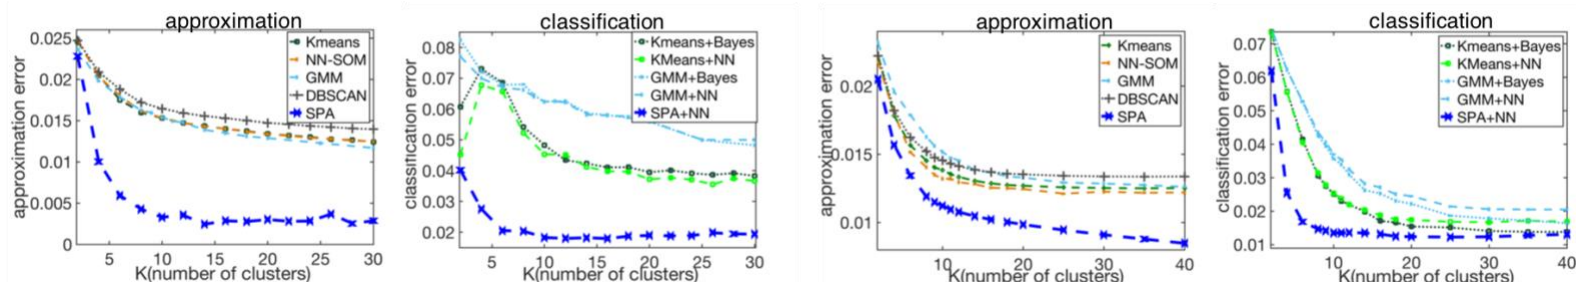 approximation
0.025
0.02
0.015
0.01
0.005
0
approximation error
Kmeans
NN-SOM
GMM
DBSCAN
SPA
5 10 15 20 25 30
K(number of clusters)
classification
0.08
0.07
0.06
0.05
0.04
0.03
0.02
classification error
Kmeans+Bayes
KMeans+NN
GMM+Bayes
GMM+NN
SPA+NN
5 10 15 20 25 30
K(number of clusters)
approximation
0.02
0.015
0.01
approximation error
Kmeans
NN-SOM
GMM
DBSCAN
SPA
10 20 30 40
K(number of clusters)
classification
0.07
0.06
0.05
0.04
0.03
0.02
0.01
classification error
Kmeans+Bayes
KMeans+NN
GMM+Bayes
GMM+NN
SPA+NN
10 20 30 40
K(number of clusters)